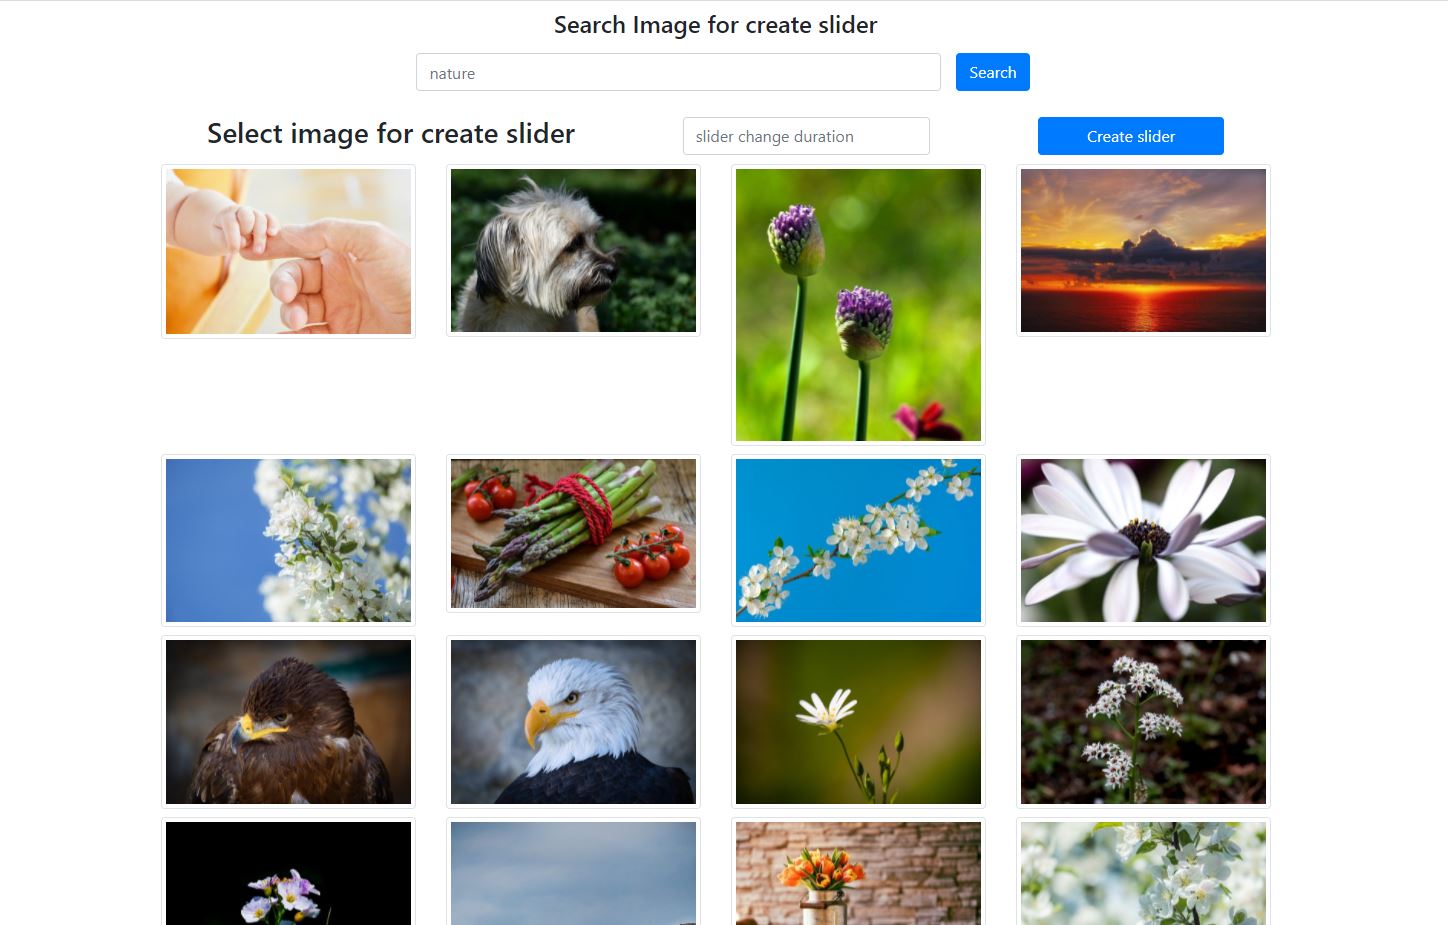 Search Image for create slider
nature
Search
Select image for create slider
slider change duration
Create slider